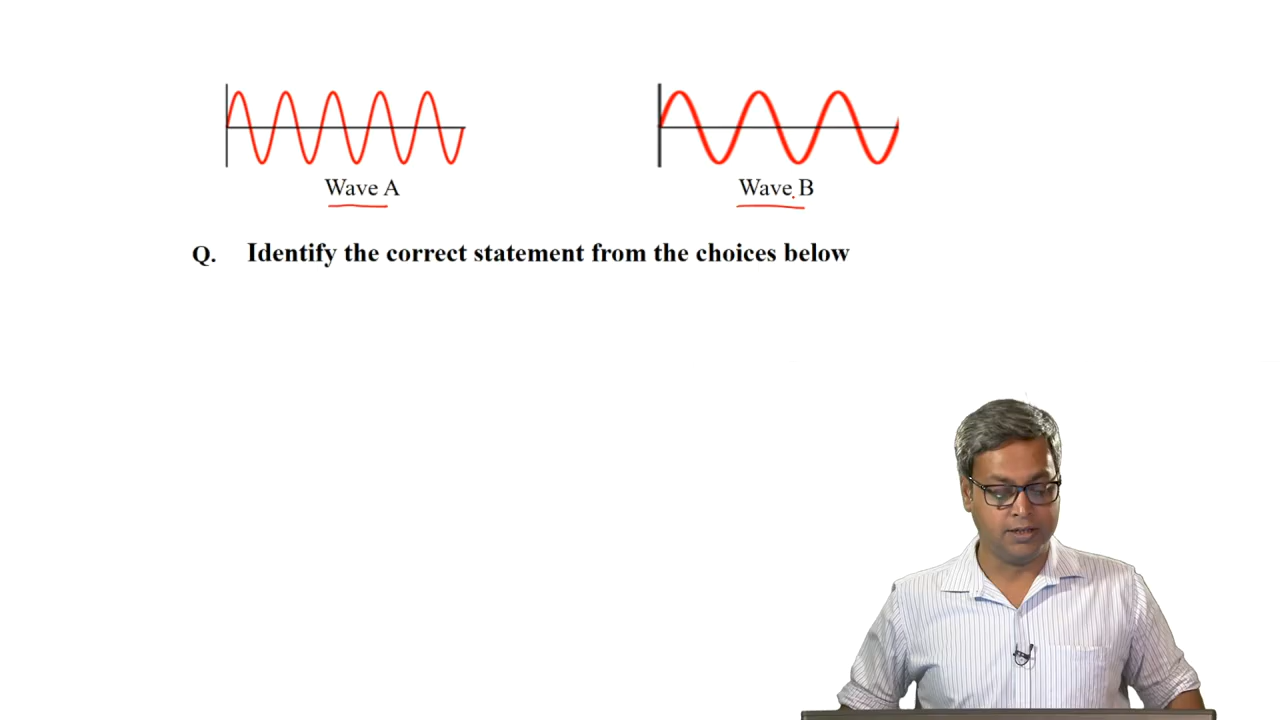 Wave A
Wave B
Q. Identify the correct statement from the choices below